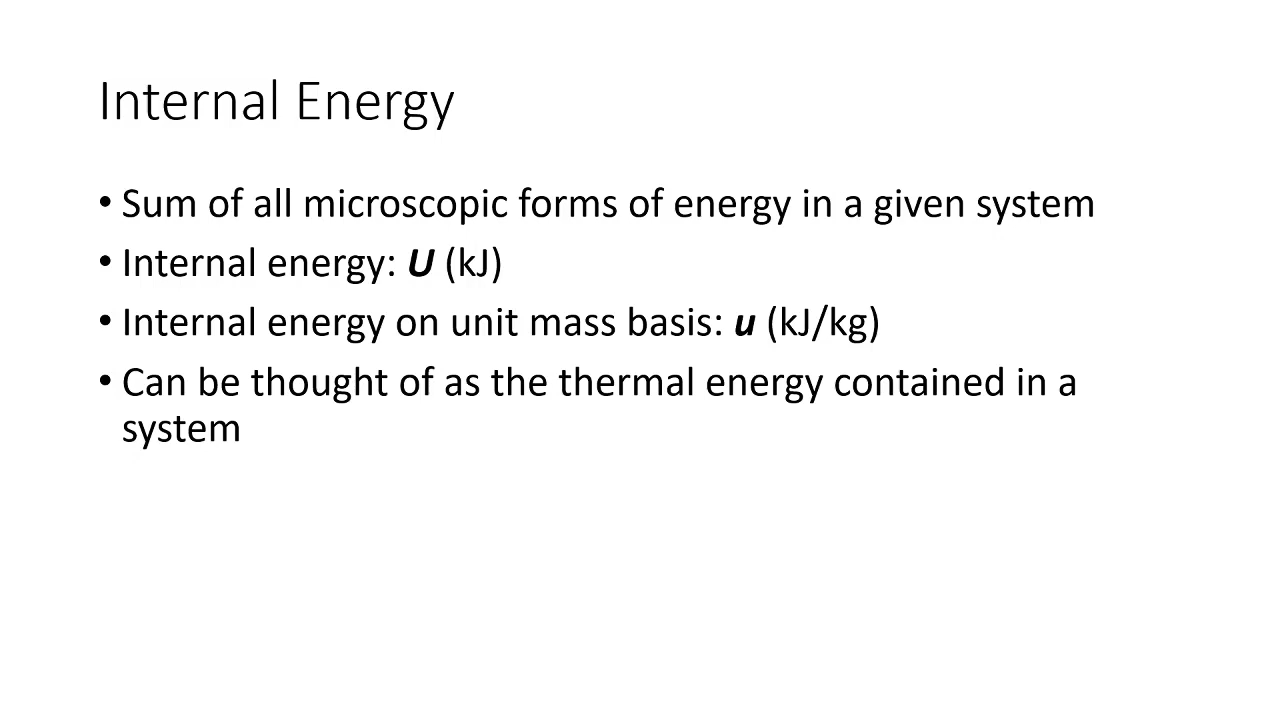 Internal Energy
• Sum of all microscopic forms of energy in a given system
• Internal energy: U (kJ)
• Internal energy on unit mass basis: u (kJ/kg)
• Can be thought of as the thermal energy contained in a
system